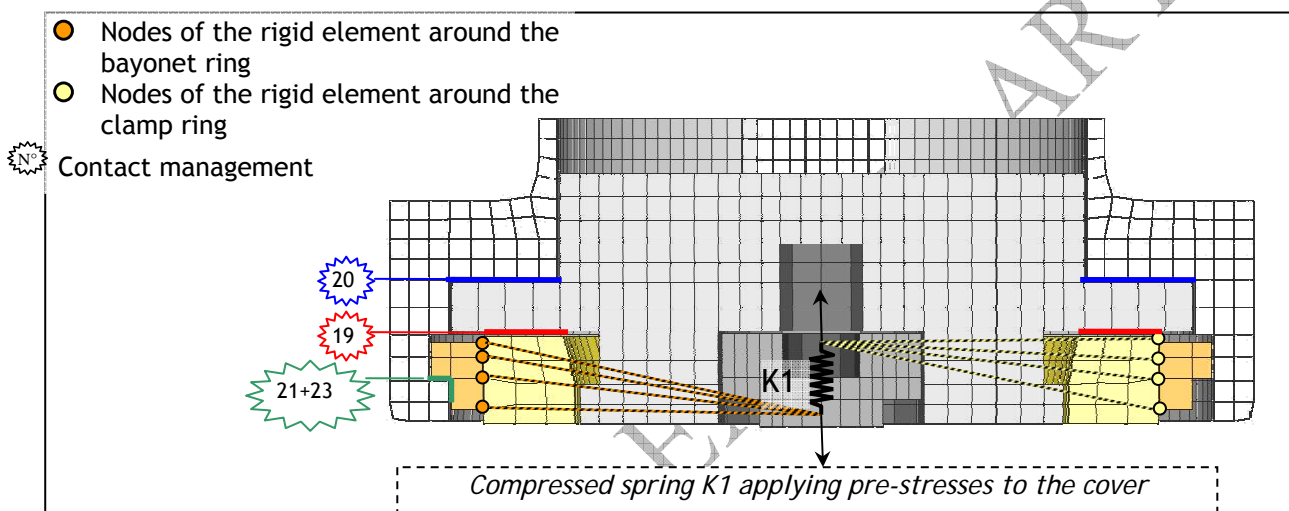 Nodes of the rigid element around the
bayonet ring
Nodes of the rigid element around the
clamp ring
N° Contact management
20
19
21+23
K1
Compressed spring K1 applying pre-stresses to the cover